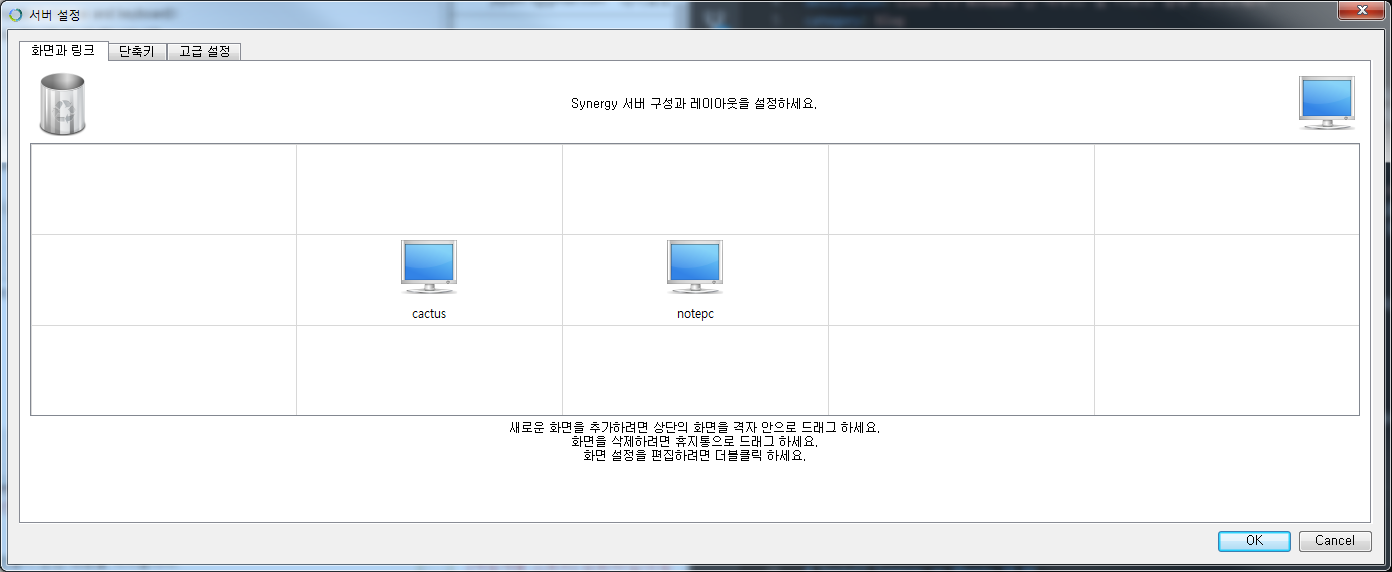 서버 설정
화면과 링크
단축키
고급 설정
Synergy 서버 구성과 레이아웃을 설정하세요.
cactus
notepc
새로운 화면을 추가하려면 상단의 화면을 격자 안으로 드래그 하세요.
화면을 삭제하려면 휴지통으로 드래그 하세요.
화면 설정을 편집하려면 더블클릭 하세요.
OK
Cancel